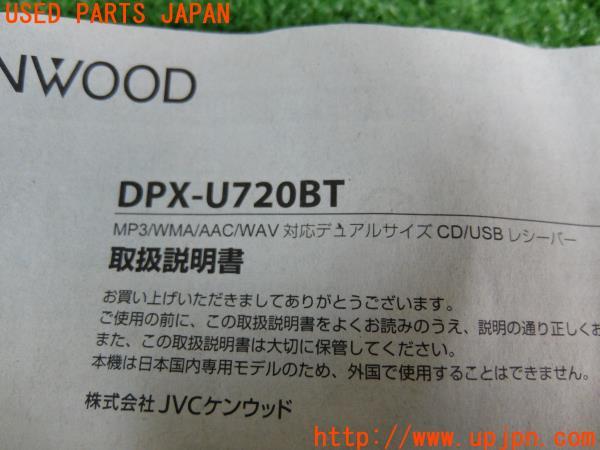 USED PARTS JAPAN
NWOOD
DPX-U720BT
MP3/WMA/AAC/WAV 対応デュアルサイズ CD/USB レシーバー
取扱説明書
お買い上げいただきましてありがとうございます。
ご使用の前に、この取扱説明書をよくお読みのうえ、説明の通り正しくお
また、この取扱説明書は大切に保管してください。
本機は日本国内専用モデルのため、外国で使用することはできません。
株式会社 JVCケンウッド
http://www.upjpn.com